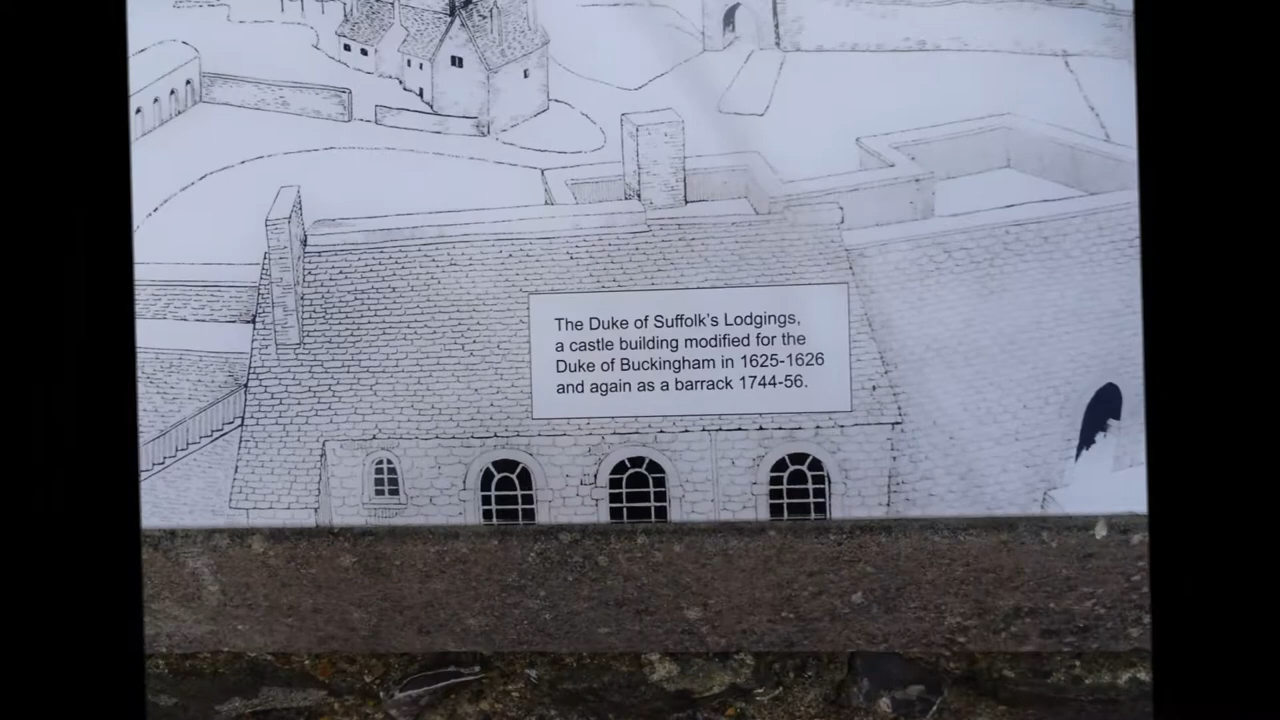 The Duke of Suffolk's Lodgings,
a castle building modified for the
Duke of Buckingham in 1625-1626
and again as a barrack 1744-56.